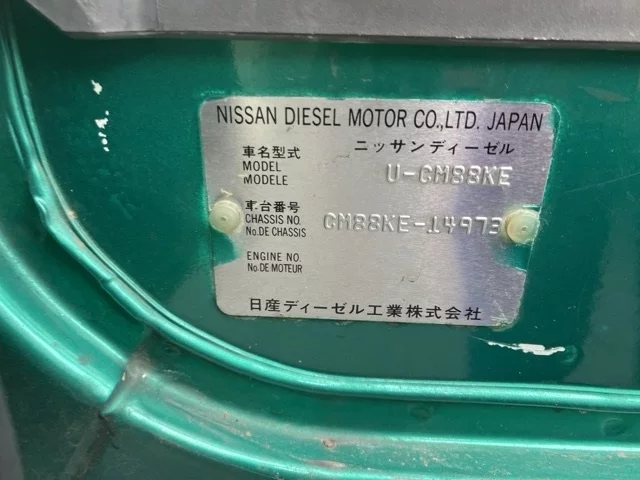 NISSAN DIESEL MOTOR CO.,LTD. JAPAN
車名型式 ニッサンディーゼル
MODEL U-CM88KE
MODELE
車台番号
CHASSIS NO. CM88KE-14973
No.DE CHASSIS
ENGINE NO.
No.DE MOTEUR
日産ディーゼル工業株式会社